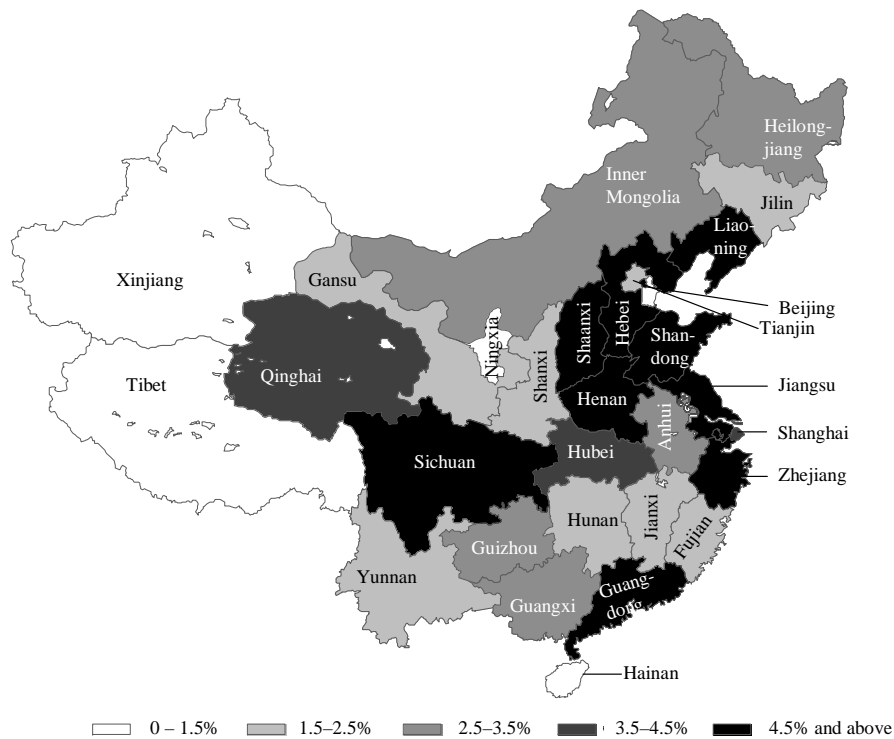 Heilong-
jiang
Inner
Mongolia
Jilin
Liao-
ning
Xinjiang
Gansu
Beijing
Tianjin
Ningxia
Shanxi
Shaanxi
Hebei
Shan-
dong
Qinghai
Tibet
Jiangsu
Henan
Anhui
Shanghai
Hubei
Sichuan
Zhejiang
Hunan
Jianxi
Fujian
Guizhou
Yunnan
Guangxi
Guang-
dong
Hainan
0 – 1.5% 1.5–2.5% 2.5–3.5% 3.5–4.5% 4.5% and above